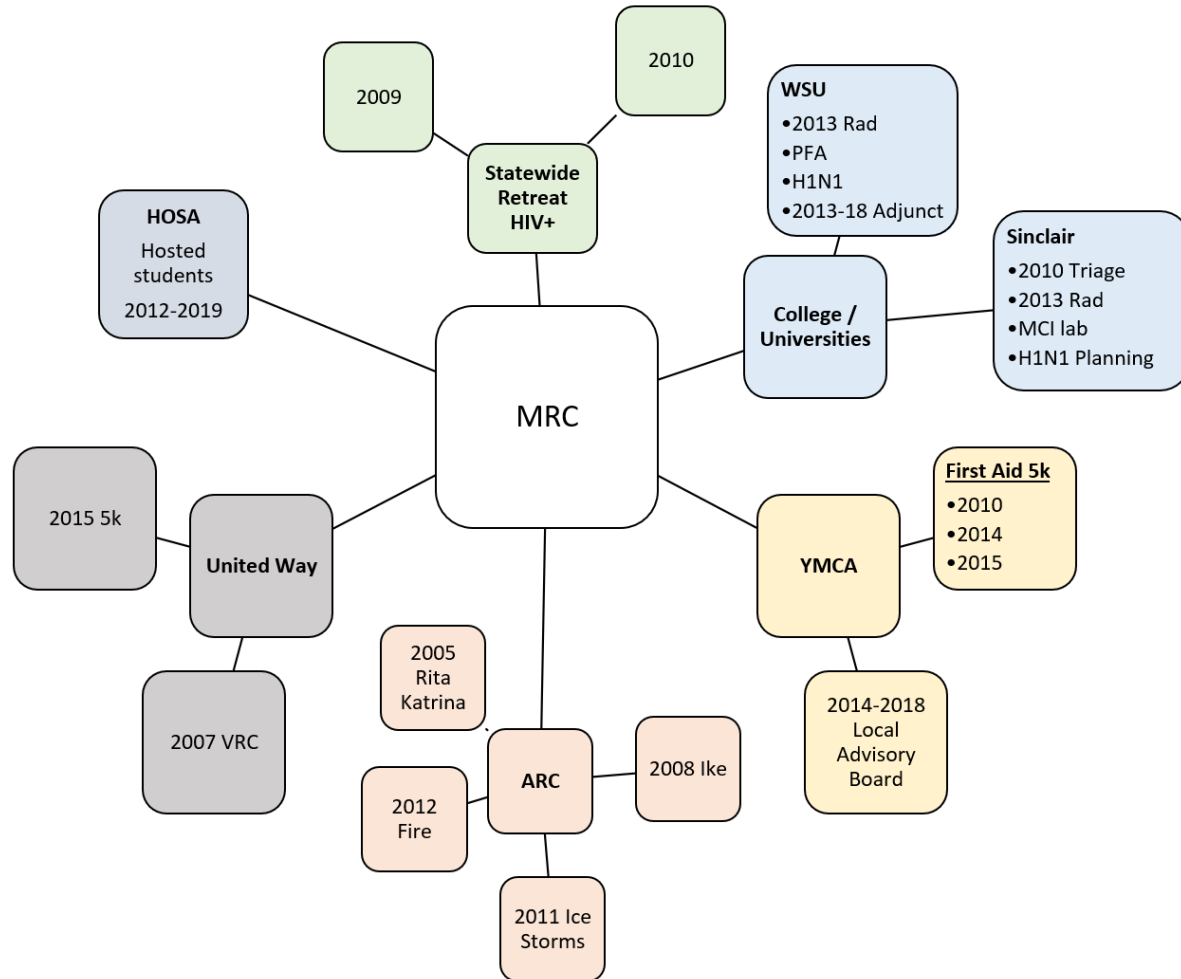 2009
2010
Statewide
Retreat
HIV+
WSU
•2013 Rad
•PFA
•H1N1
•2013-18 Adjunct
HOSA
Hosted
students
2012-2019
Sinclair
•2010 Triage
•2013 Rad
•MCI lab
•H1N1 Planning
College /
Universities
MRC
2015 5k
United Way
2007 VRC
First Aid 5k
•2010
•2014
•2015
YMCA
2014-2018
Local
Advisory
Board
2005
Rita
Katrina
ARC
2008 Ike
2012
Fire
2011 Ice
Storms